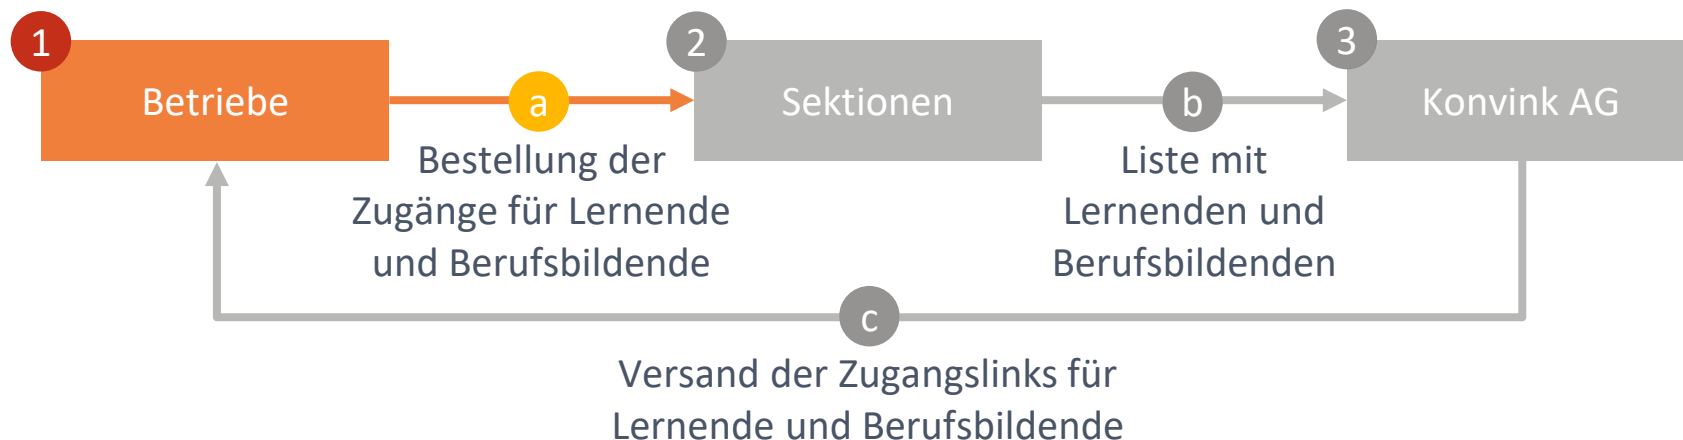 1
Betriebe
a
Bestellung der
Zugänge für Lernende
und Berufsbildende
2
Sektionen
b
Liste mit
Lernenden und
Berufsbildenden
3
Konvink AG
c
Versand der Zugangslinks für
Lernende und Berufsbildende